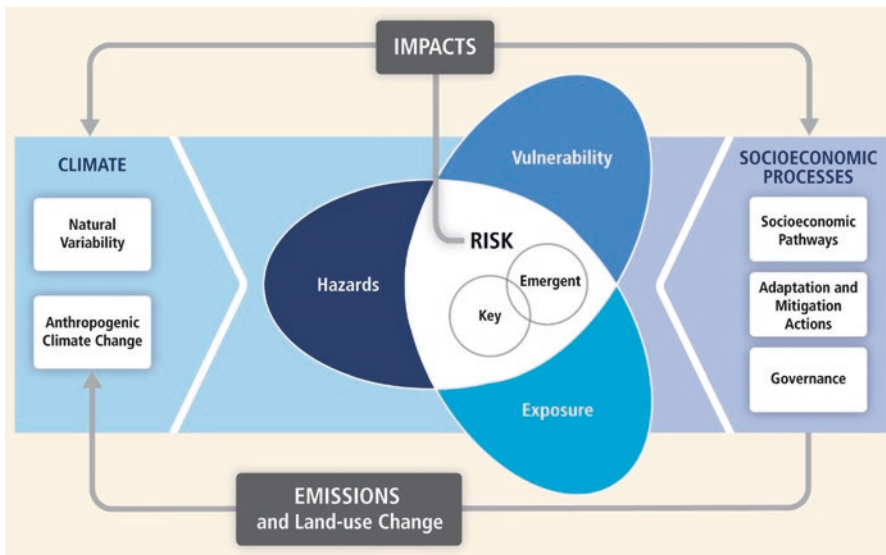 IMPACTS
CLIMATE
Natural
Variability
Anthropogenic
Climate Change
Vulnerability
Hazards
RISK
Emergent
Key
Exposure
SOCIOECONOMIC
PROCESSES
Socioeconomic
Pathways
Adaptation and
Mitigation
Actions
Governance
EMISSIONS
and Land-use Change